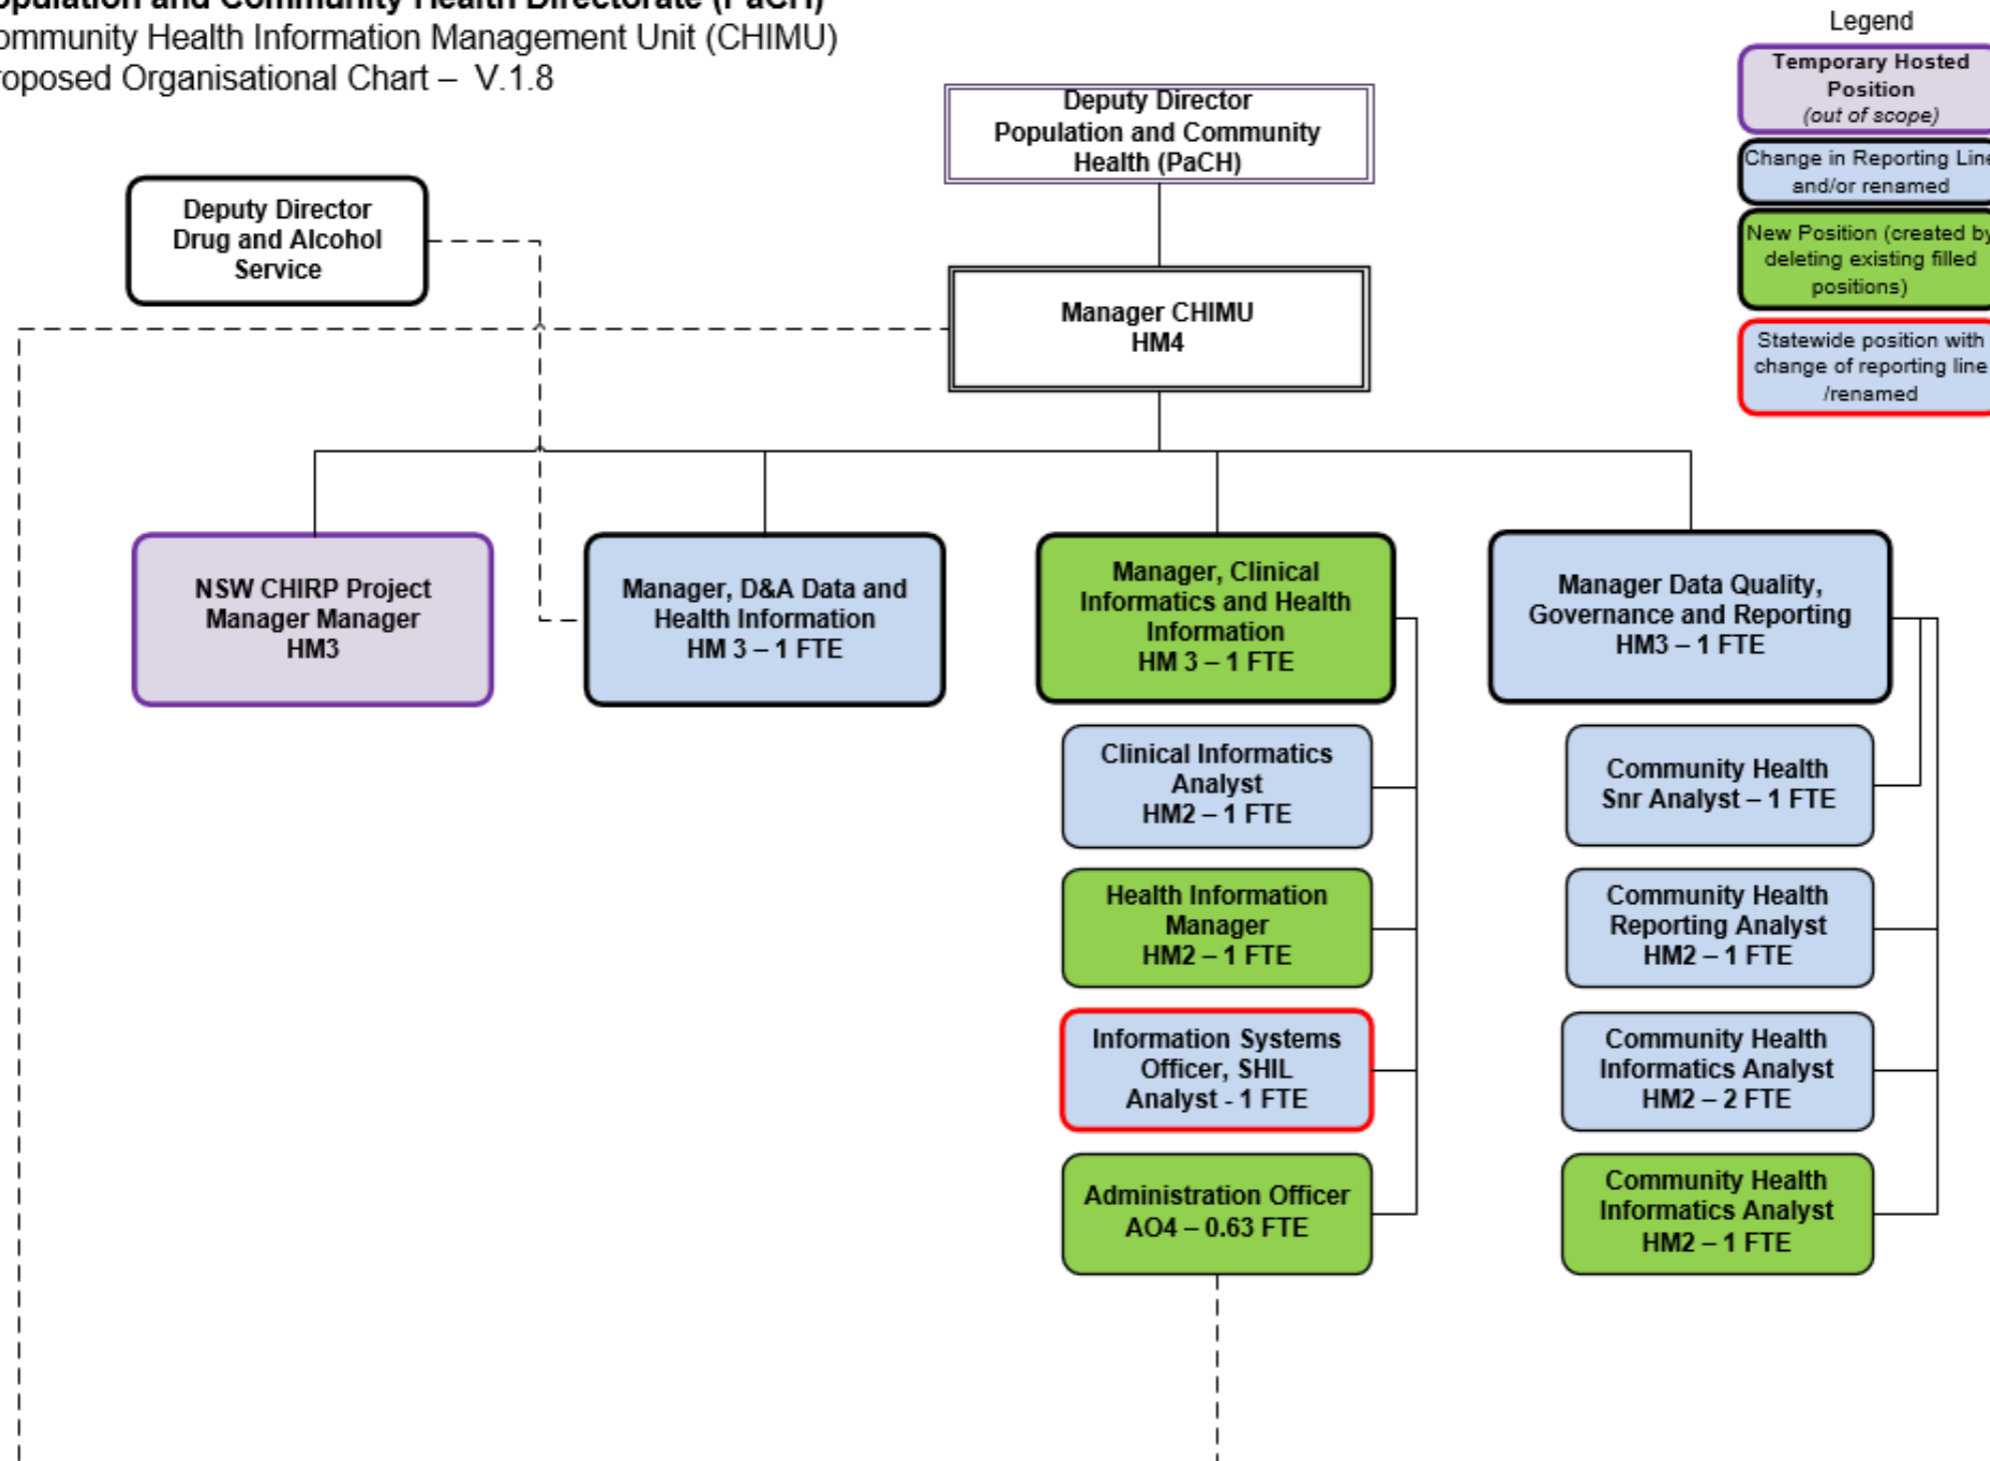 opulation and Community Health Directorate (PaCH)
ommunity Health Information Management Unit (CHIMU)
roposed Organisational Chart – V.1.8
Legend
Temporary Hosted
Position
(out of scope)
Change in Reporting Line
and/or renamed
New Position (created by
deleting existing filled
positions)
Statewide position with
change of reporting line
/renamed
Deputy Director
Population and Community
Health (PaCH)
Deputy Director
Drug and Alcohol
Service
Manager CHIMU
HM4
NSW CHIRP Project
Manager Manager
HM3
Manager, D&A Data and
Health Information
HM 3 – 1 FTE
Manager, Clinical
Informatics and Health
Information
HM 3 – 1 FTE
Manager Data Quality,
Governance and Reporting
HM3 – 1 FTE
Clinical Informatics
Analyst
HM2 – 1 FTE
Health Information
Manager
HM2 – 1 FTE
Information Systems
Officer, SHIL
Analyst - 1 FTE
Administration Officer
AO4 – 0.63 FTE
Community Health
Snr Analyst – 1 FTE
Community Health
Reporting Analyst
HM2 – 1 FTE
Community Health
Informatics Analyst
HM2 – 2 FTE
Community Health
Informatics Analyst
HM2 – 1 FTE